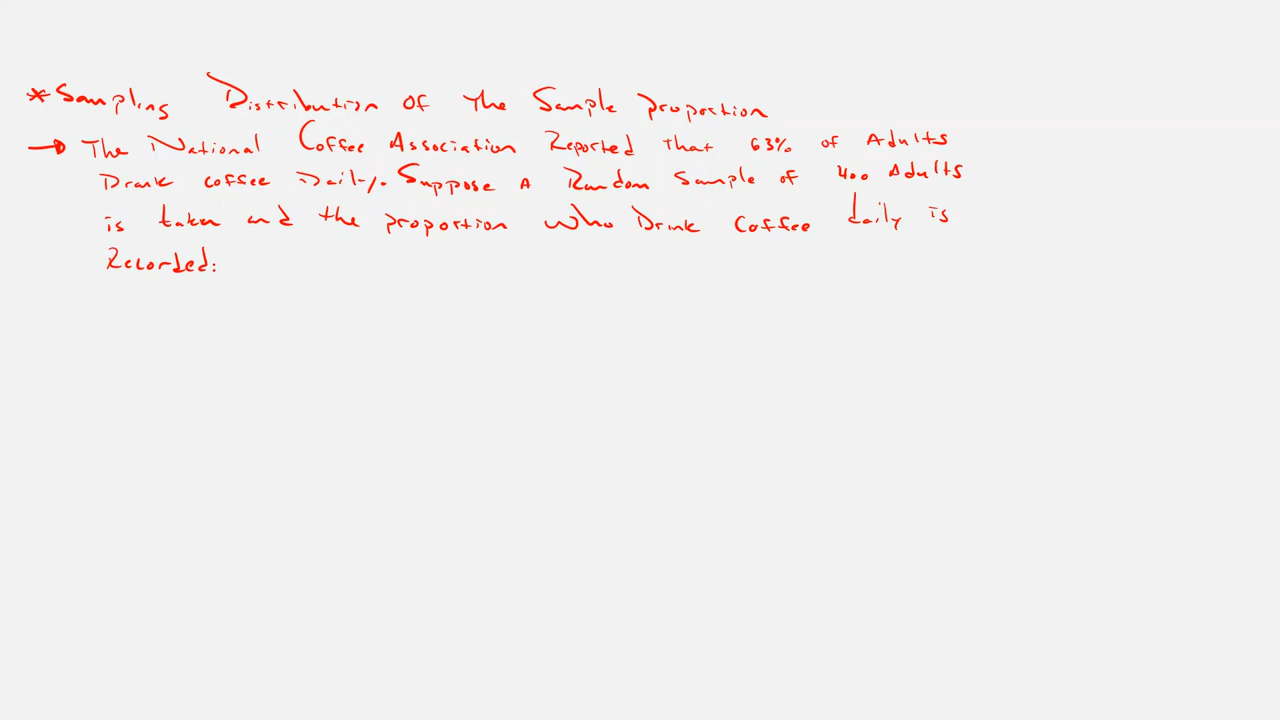 * Sampling Distribution of the Sample proportion
→ The National Coffee Association Reported that 63% of Adults
Drank coffee Daily. Suppose A Random Sample of 400 Adults
is taken and the proportion who Drink Coffee daily is
Recorded: